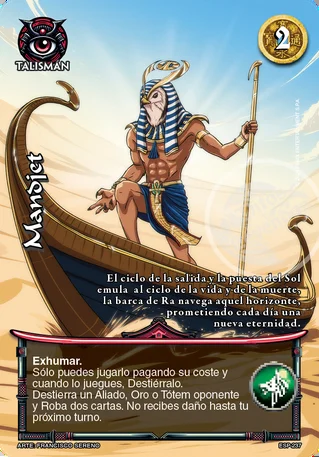 2
TALISMAN
Mandjet
El ciclo de la salida y la puesta del Sol
emula al ciclo de la vida y de la muerte,
la barca de Ra navega aquel horizonte,
prometiendo cada día una
nueva eternidad.
Exhumar.
Sólo puedes jugarlo pagando su coste y
cuando lo juegues, Destiérralo.
Destierra un Aliado, Oro o Tótem oponente
y Roba dos cartas. No recibes daño hasta tu
próximo turno.
ARTE: FRANCISCO SERENO